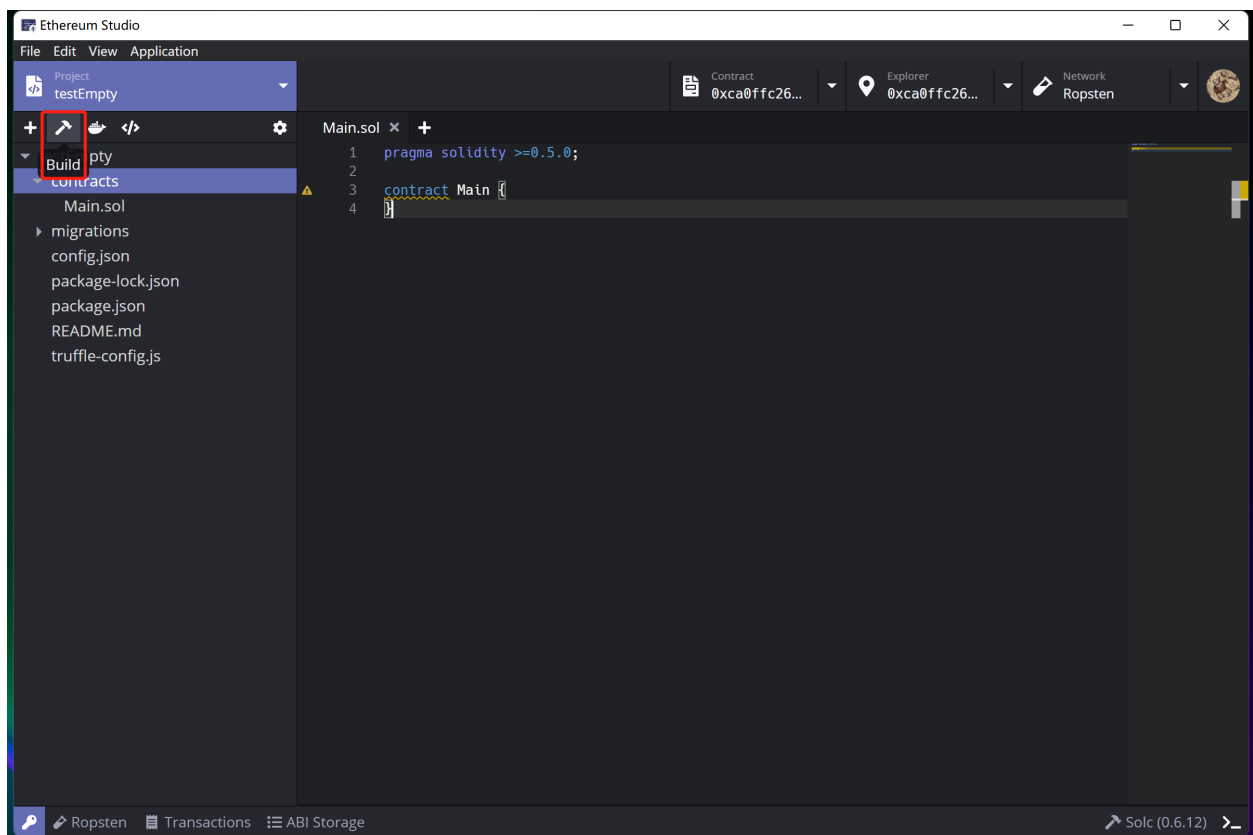 Ethereum Studio
File Edit View Application
Project
testEmpty
Contract
0xca0ffc26...
Explorer
0xca0ffc26...
Network
Ropsten
Build
Main.sol
pty
contracts
Main.sol
migrations
config.json
package-lock.json
package.json
README.md
truffle-config.js
1 pragma solidity >=0.5.0;
2
3 contract Main {
4 }
Ropsten Transactions ABI Storage Solc (0.6.12)